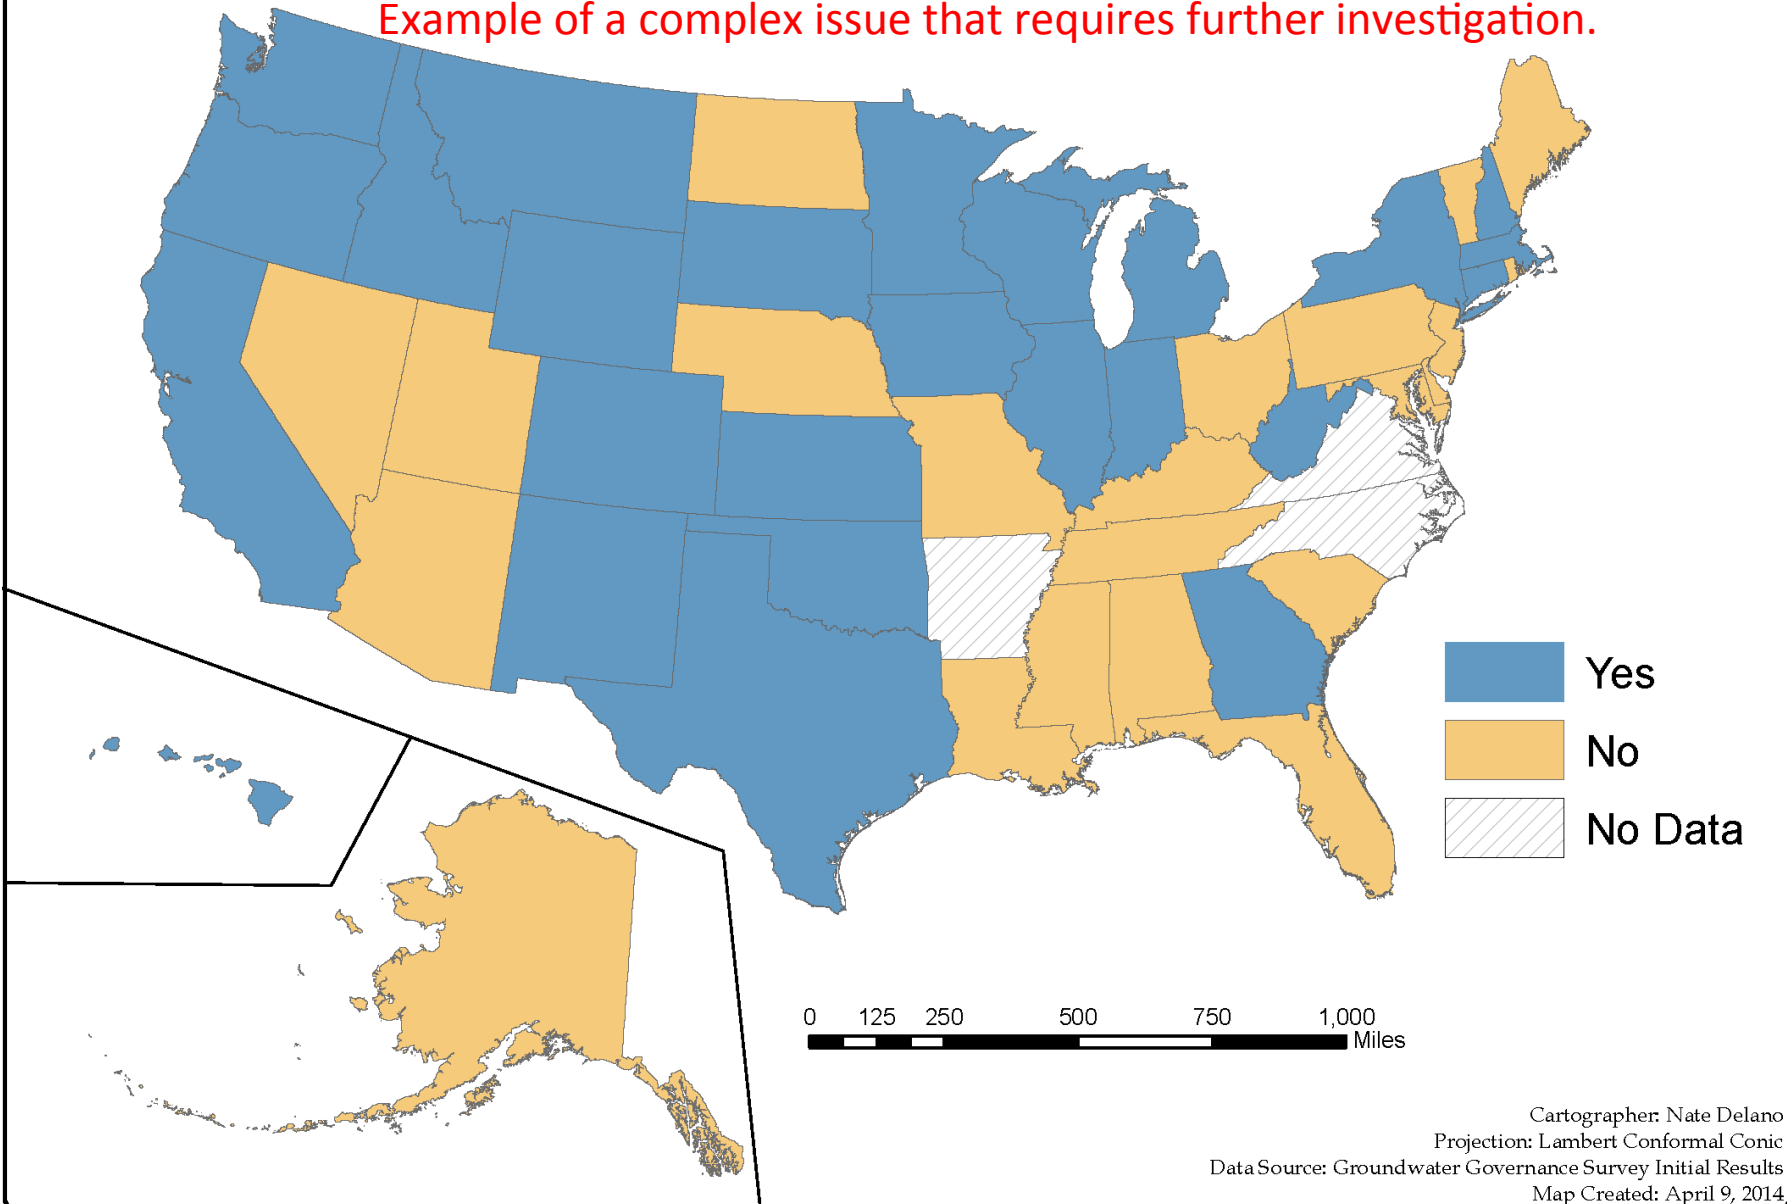 Example of a complex issue that requires further investigation.
Yes
No
No Data
0 125 250 500 750 1,000
Miles
Cartographer: Nate Delano
Projection: Lambert Conformal Conic
Data Source: Groundwater Governance Survey Initial Results
Map Created: April 9, 2014